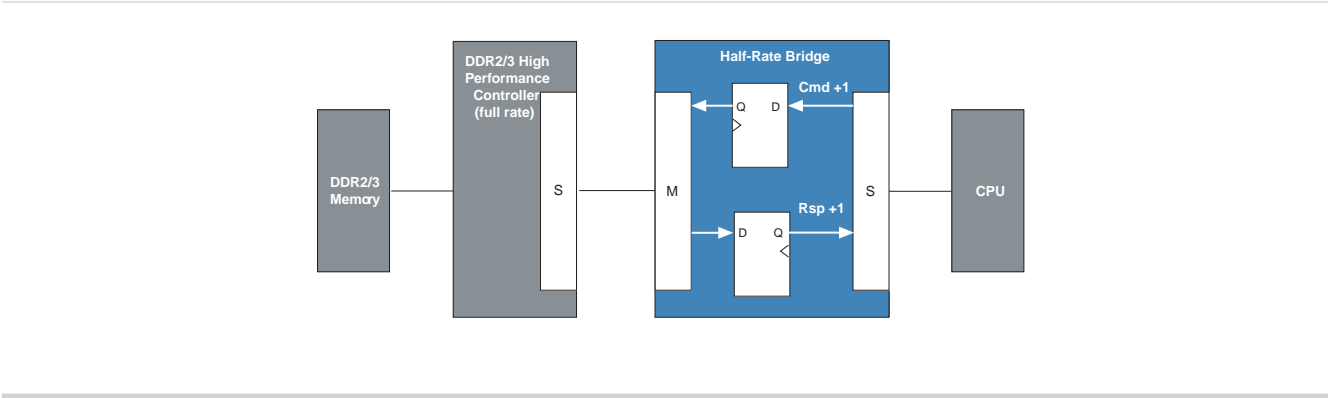 DDR2/3
Memory
DDR2/3 High
Performance
Controller
(full rate)
S
Half-Rate Bridge
M
Cmd +1
Q D
Rsp +1
D Q
S
CPU